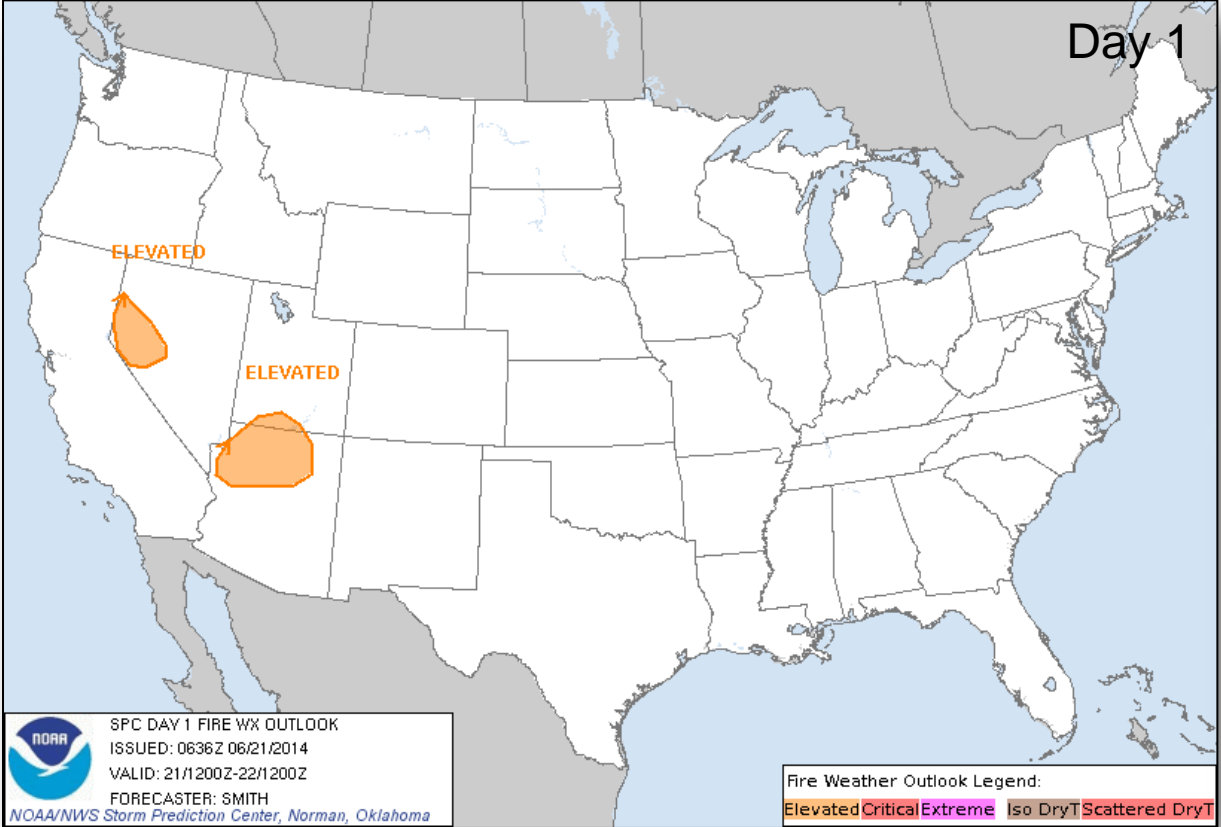 Day 1
ELEVATED
ELEVATED
NOAA
SPC DAY 1 FIRE WX OUTLOOK
ISSUED: 0636Z 06/21/2014
VALID: 21/1200Z-22/1200Z
FORECASTER: SMITH
NOAA/NWS Storm Prediction Center, Norman, Oklahoma
Fire Weather Outlook Legend:
Elevated Critical Extreme Iso DryT Scattered DryT